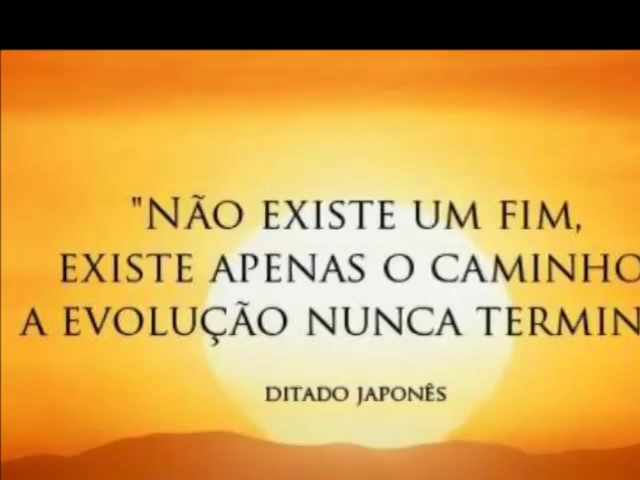 "NÃO EXISTE UM FIM,
EXISTE APENAS O CAMINHO
A EVOLUÇÃO NUNCA TERMIN
DITADO JAPONÊS